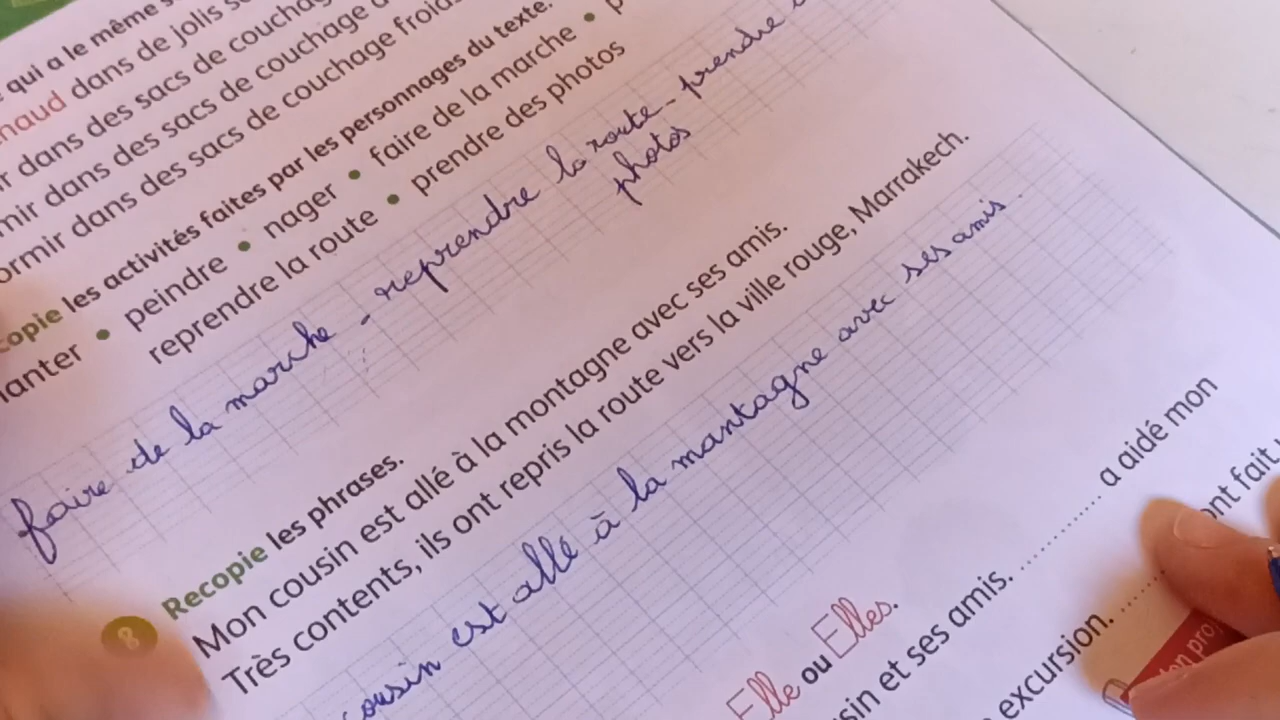 qui a le même s
haud dans de jolis s
r dans des sacs de couchag
mir dans des sacs de couchage
ormir dans des sacs de couchage froid
copie les activités faites par les personnages du texte.
lanter • peindre • nager • faire de la marche • p
reprendre la route • prendre des photos
faire de la marche - reprendre la route - prendre
photos
8 Recopie les phrases.
Mon cousin est allé à la montagne avec ses amis.
Très contents, ils ont repris la route vers la ville rouge, Marrakech.
cousin est allé à la mantagne avec ses amis.
Elle ou Elles.
sin et ses amis. .......... a aidé mon
excursion. ...... ont fait